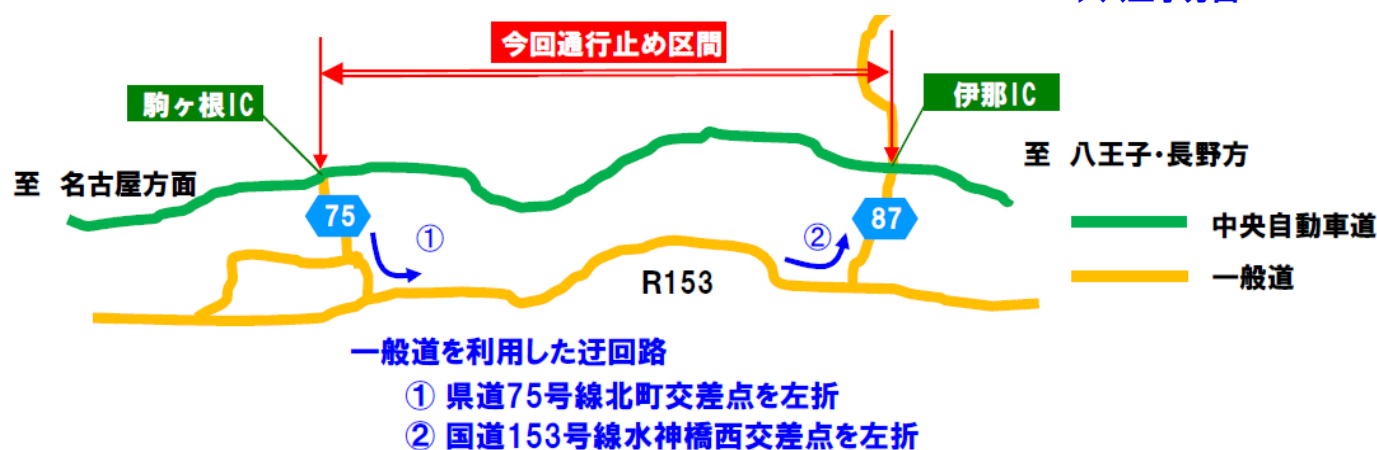 今回通行止め区間
駒ヶ根IC
伊那IC
至 八王子・長野方
至 名古屋方面
75
87
①
②
中央自動車道
R153
一般道
一般道を利用した迂回路
① 県道75号線北町交差点を左折
② 国道153号線水神橋西交差点を左折